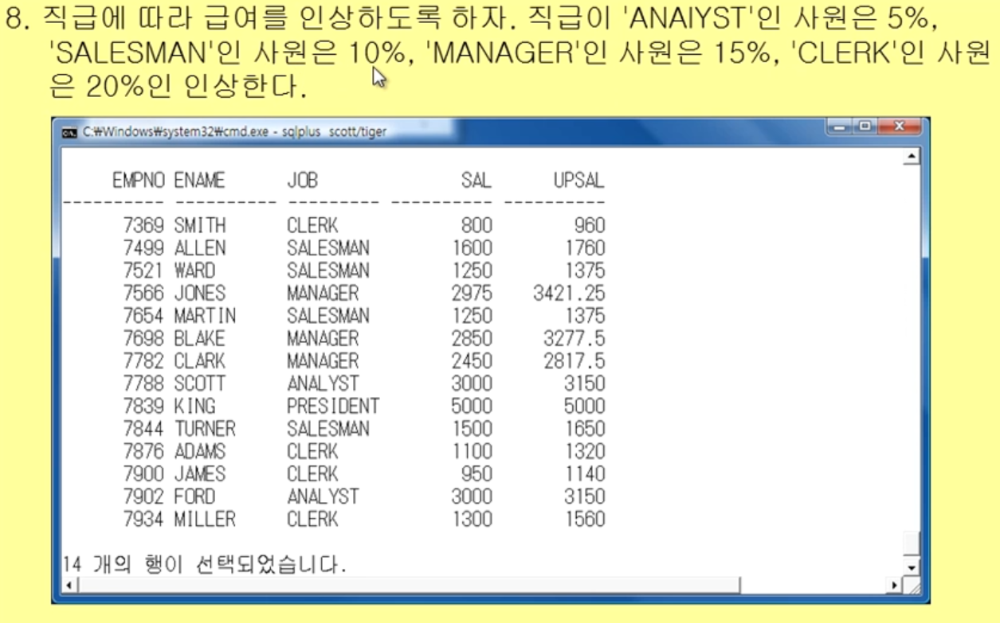 8. 직급에 따라 급여를 인상하도록 하자. 직급이 'ANAIYST'인 사원은 5%,
'SALESMAN'인 사원은 10%, 'MANAGER'인 사원은 15%, 'CLERK'인 사원
은 20%인 인상한다.
C:₩Windows₩system32₩cmd.exe - sqlplus scott/tiger
EMPNO ENAME JOB SAL UPSAL
---------- ---------- --------- ---------- ----------
7369 SMITH CLERK 800 960
7499 ALLEN SALESMAN 1600 1760
7521 WARD SALESMAN 1250 1375
7566 JONES MANAGER 2975 3421.25
7654 MARTIN SALESMAN 1250 1375
7698 BLAKE MANAGER 2850 3277.5
7782 CLARK MANAGER 2450 2817.5
7788 SCOTT ANALYST 3000 3150
7839 KING PRESIDENT 5000 5000
7844 TURNER SALESMAN 1500 1650
7876 ADAMS CLERK 1100 1320
7900 JAMES CLERK 950 1140
7902 FORD ANALYST 3000 3150
7934 MILLER CLERK 1300 1560
14 개의 행이 선택되었습니다.